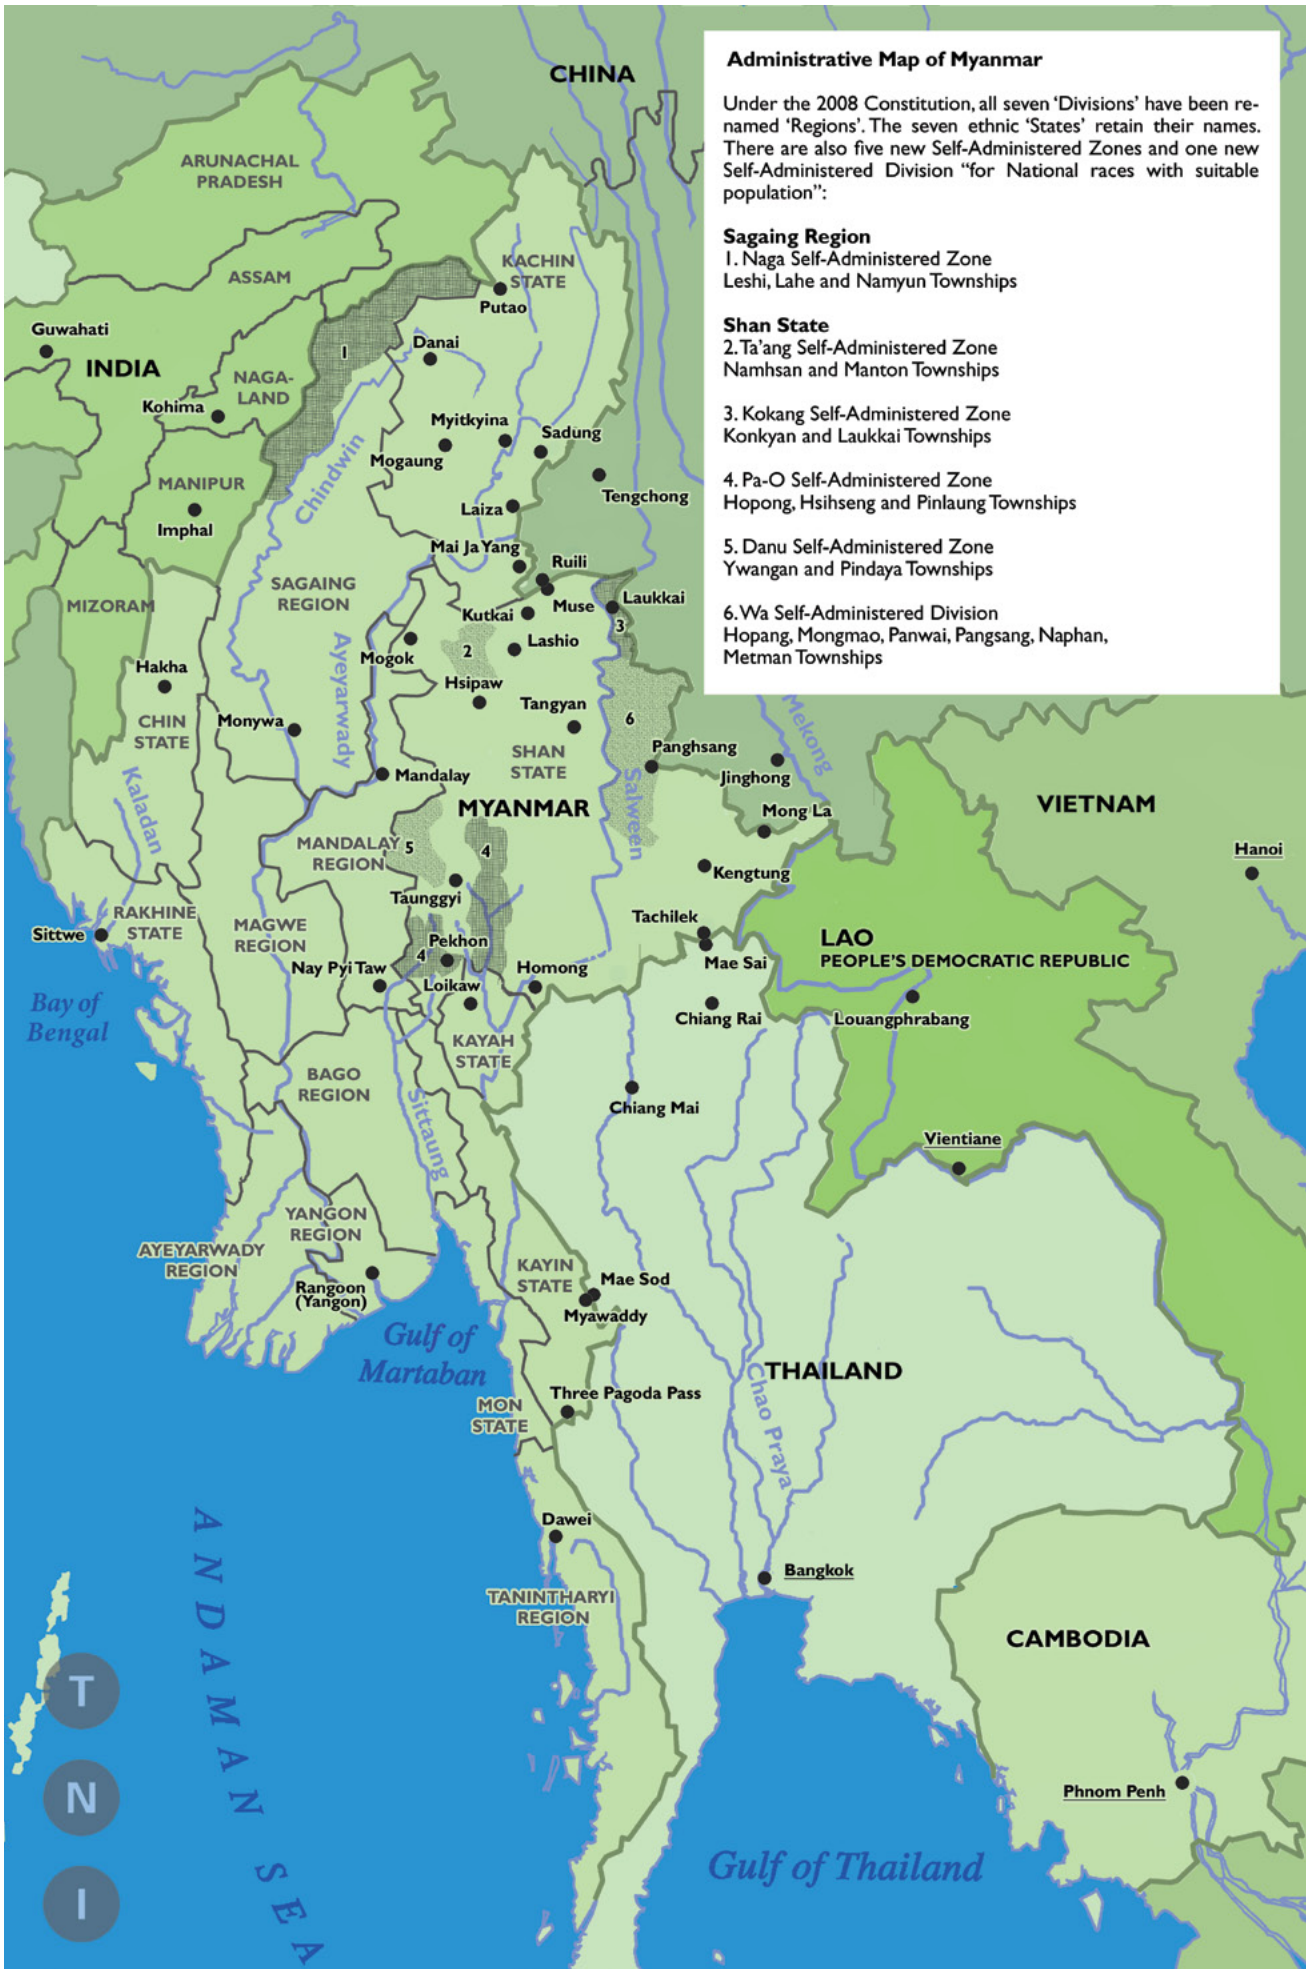 CHINA
Administrative Map of Myanmar
Under the 2008 Constitution, all seven ‘Divisions’ have been re-
named ‘Regions’. The seven ethnic ‘States’ retain their names.
There are also five new Self-Administered Zones and one new
Self-Administered Division “for National races with suitable
population”:
Sagaing Region
1. Naga Self-Administered Zone
Leshi, Lahe and Namyun Townships
Shan State
2. Ta’ang Self-Administered Zone
Namhsan and Manton Townships
3. Kokang Self-Administered Zone
Konkyan and Laukkai Townships
4. Pa-O Self-Administered Zone
Hopong, Hsihseng and Pinlaung Townships
5. Danu Self-Administered Zone
Ywangan and Pindaya Townships
6. Wa Self-Administered Division
Hopang, Mongmao, Panwai, Pangsang, Naphan,
Metman Townships
ARUNACHAL
PRADESH
ASSAM
KACHIN
STATE
Putao
Guwahati
INDIA
NAGA-
LAND
1
Danai
Kohima
Myitkyina
Sadung
Mogaung
Chindwin
MANIPUR
Imphal
Tengchong
Laiza
Mai Ja Yang
Ruili
SAGAING
REGION
MIZORAM
Kutkai
Muse
Laukkai
3
Ayeyarwady
Mogok
2
Lashio
Hakha
Hsipaw
Tangyan
6
CHIN
STATE
Monywa
SHAN
STATE
Panghsang
Jinghong
Mekong
Kaladan
Mandalay
Salween
MYANMAR
Mong La
VIETNAM
Hanoi
MANDALAY
REGION
5
4
Kengtung
Taunggyi
RAKHINE
STATE
Sittwe
MAGWE
REGION
Tachilek
LAO
PEOPLE’S DEMOCRATIC REPUBLIC
Pekhon
4
Mae Sai
Nay Pyi Taw
Homong
Loikaw
Bay of
Bengal
Chiang Rai
Louangphrabang
KAYAH
STATE
BAGO
REGION
Chiang Mai
Sittaung
Vientiane
YANGON
REGION
AYEYARWADY
REGION
KAYIN
STATE
Mae Sod
Rangoon
(Yangon)
Myawaddy
Gulf of
Martaban
THAILAND
Chao Praya
Three Pagoda Pass
MON
STATE
ANDAMAN SEA
Dawei
Bangkok
TANINTHARYI
REGION
CAMBODIA
T
N
I
Phnom Penh
Gulf of Thailand